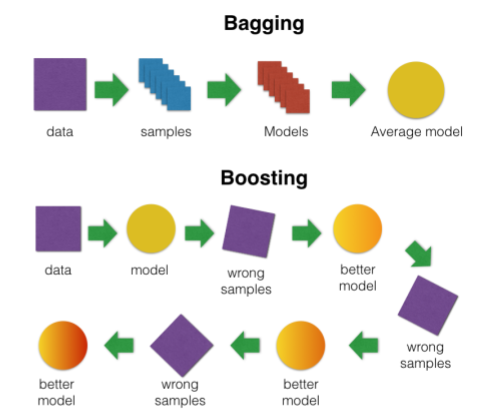 Bagging
data
samples
Models
Average model
Boosting
data
model
wrong
samples
better
model
wrong
samples
better
model
wrong
samples
better
model